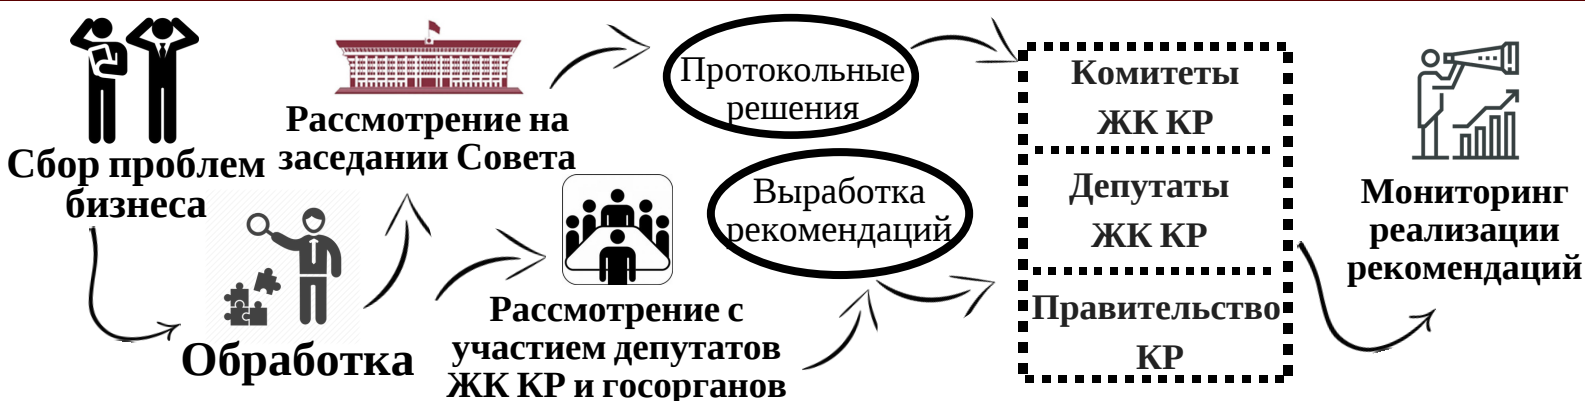 Сбор проблем
бизнеса
Обработка
Рассмотрение на
заседании Совета
Рассмотрение с
участием депутатов
ЖК КР и госорганов
Протокольные
решения
Выработка
рекомендаций
Комитеты
ЖК КР
Депутаты
ЖК КР
Правительство
КР
Мониторинг
реализации
рекомендаций